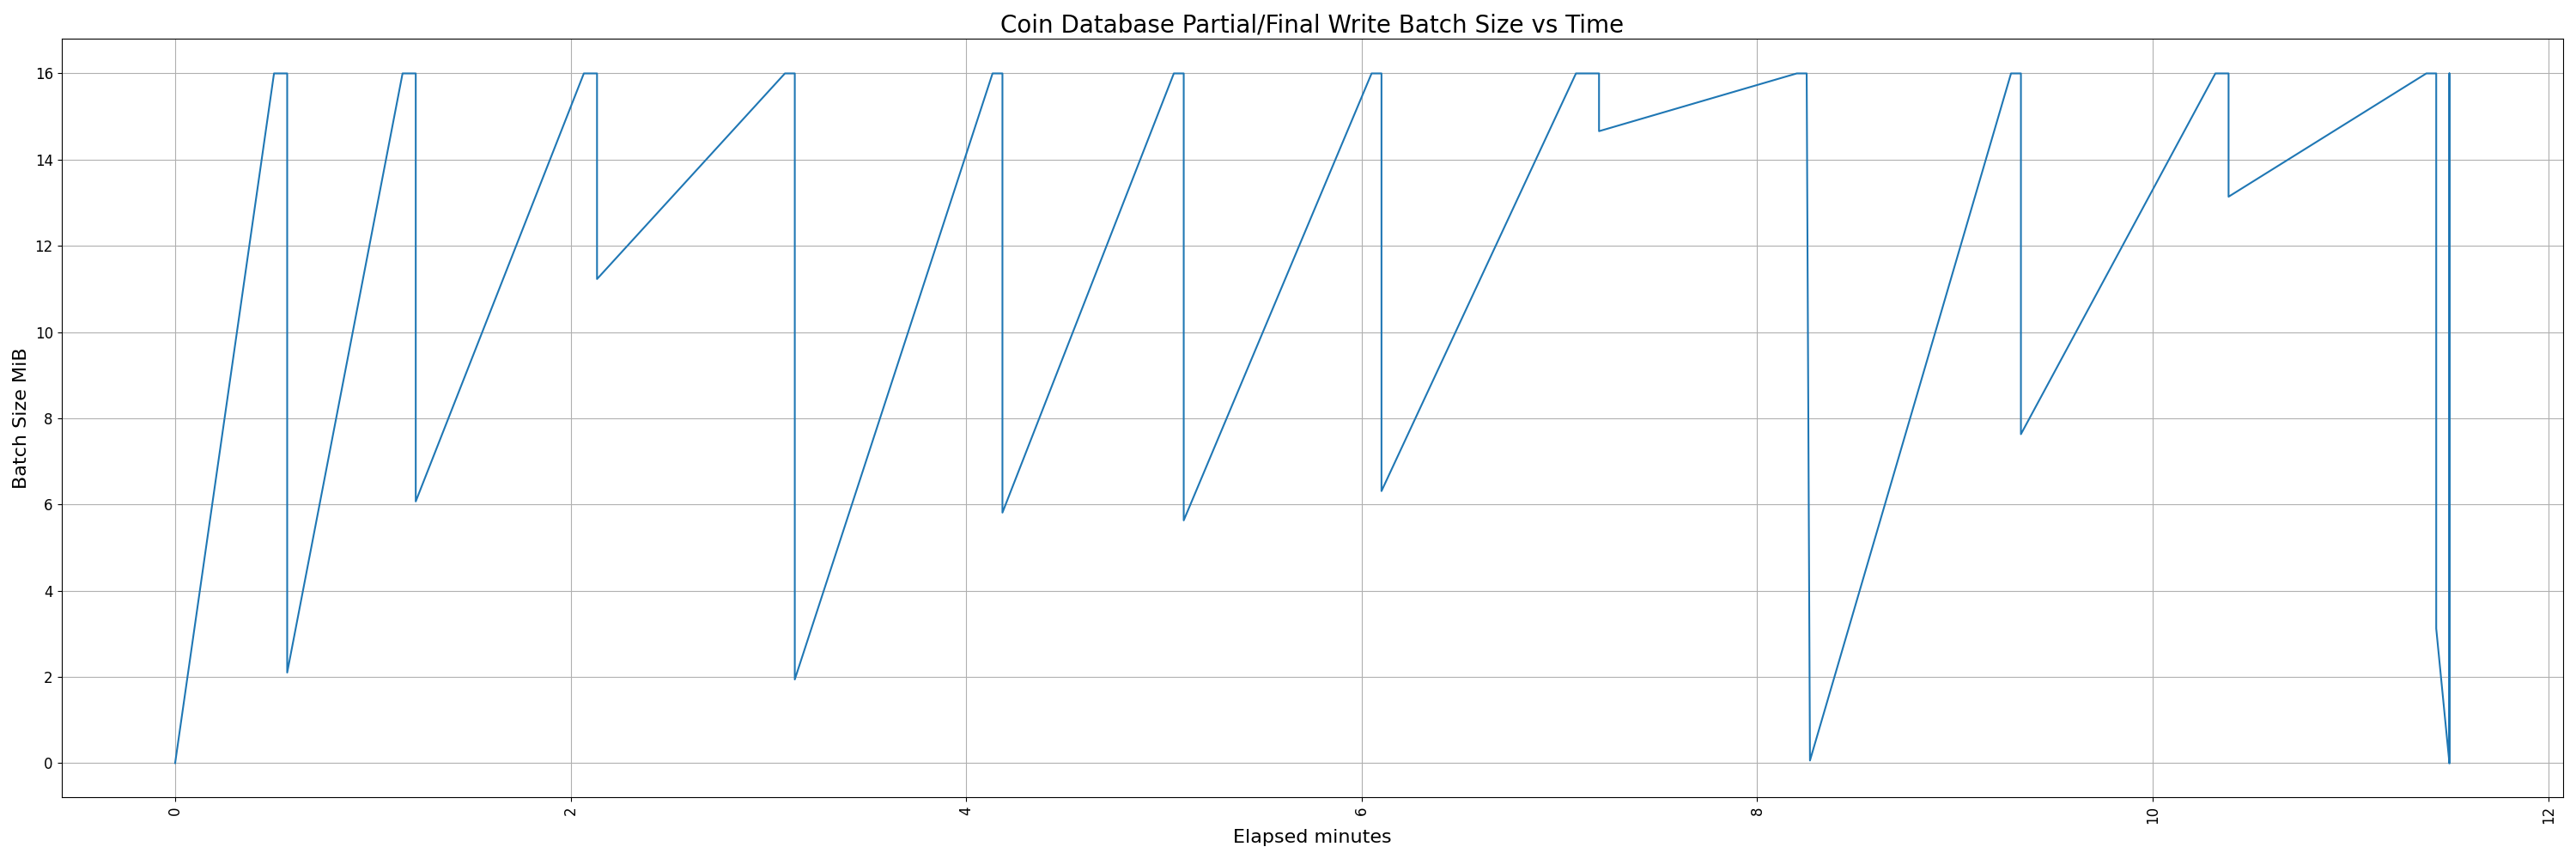 Coin Database Partial/Final Write Batch Size vs Time
16
14
12
10
8
6
4
2
0
Batch Size MiB
0 2 4 6 8 10 12
Elapsed minutes